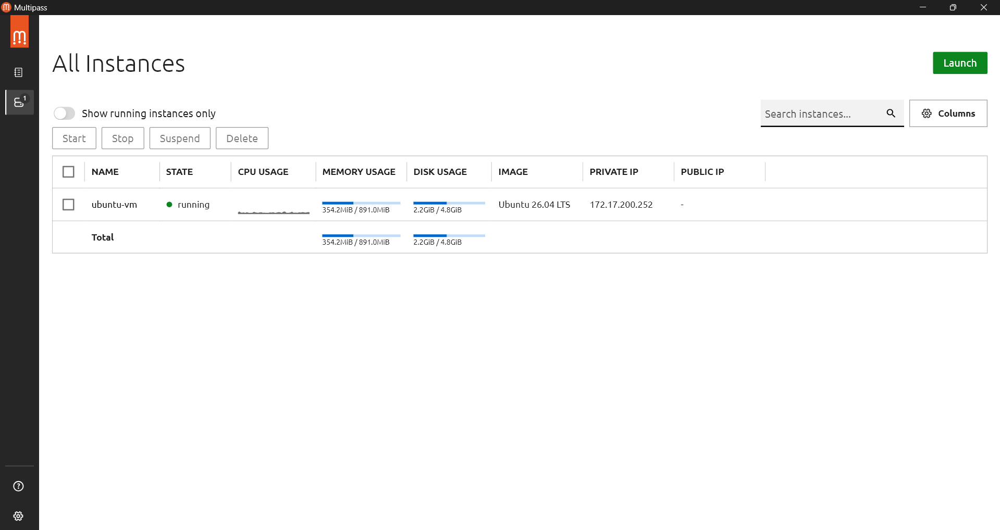 Multipass
All Instances
Launch
1
Show running instances only
Search instances...
Columns
Start Stop Suspend Delete
NAME STATE CPU USAGE MEMORY USAGE DISK USAGE IMAGE PRIVATE IP PUBLIC IP
ubuntu-vm running 354.2MiB / 891.0MiB 2.2GiB / 4.8GiB Ubuntu 26.04 LTS 172.17.200.252 -
Total 354.2MiB / 891.0MiB 2.2GiB / 4.8GiB